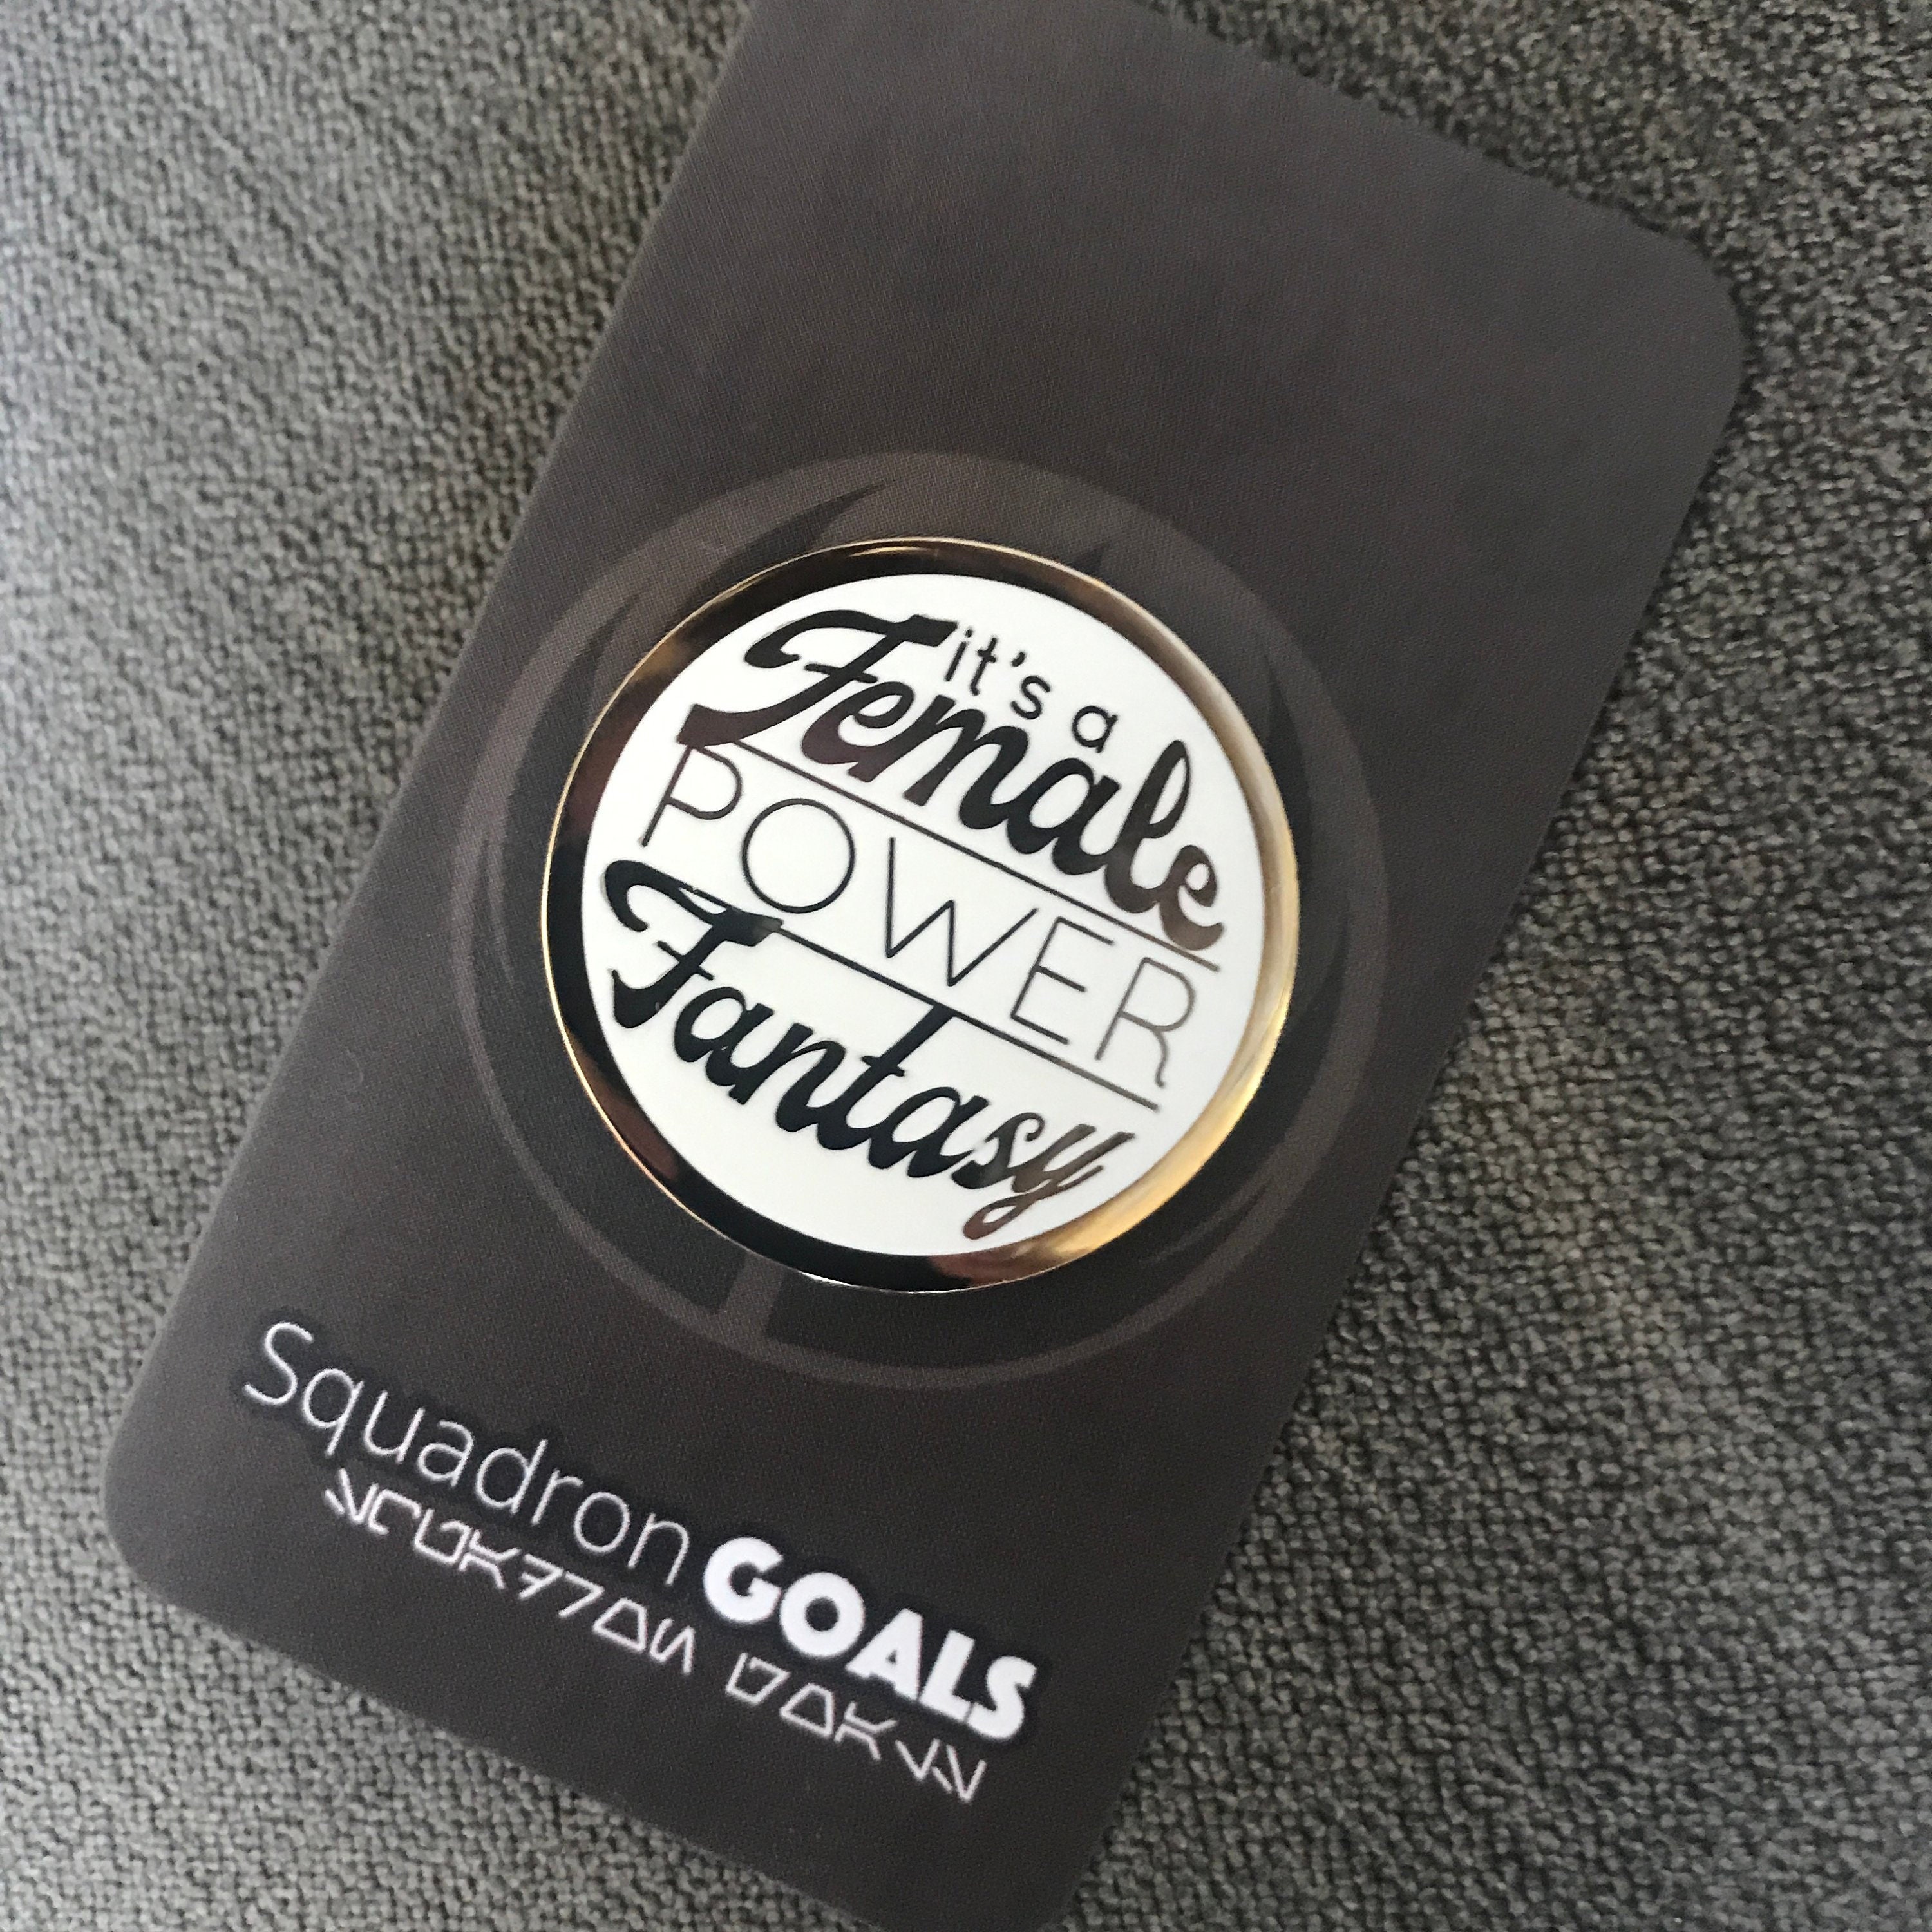 it's a
Female
POWER
Fantasy
Squadron GOALS